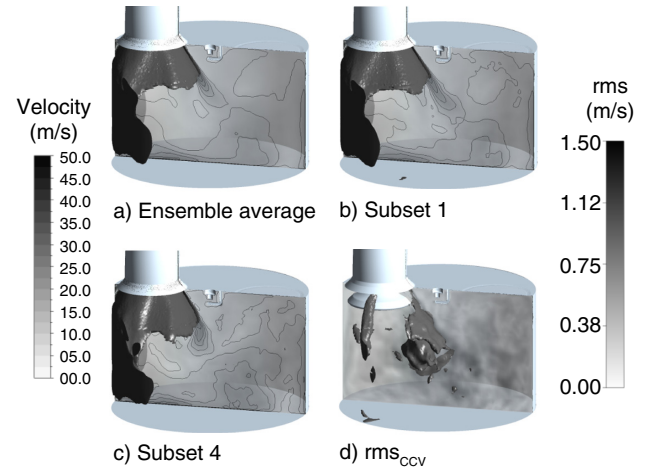 Velocity
(m/s)
50.0
45.0
40.0
35.0
30.0
25.0
20.0
15.0
10.0
05.0
00.0
a) Ensemble average
b) Subset 1
c) Subset 4
d) rmsCCV
rms
(m/s)
1.50
1.12
0.75
0.38
0.00